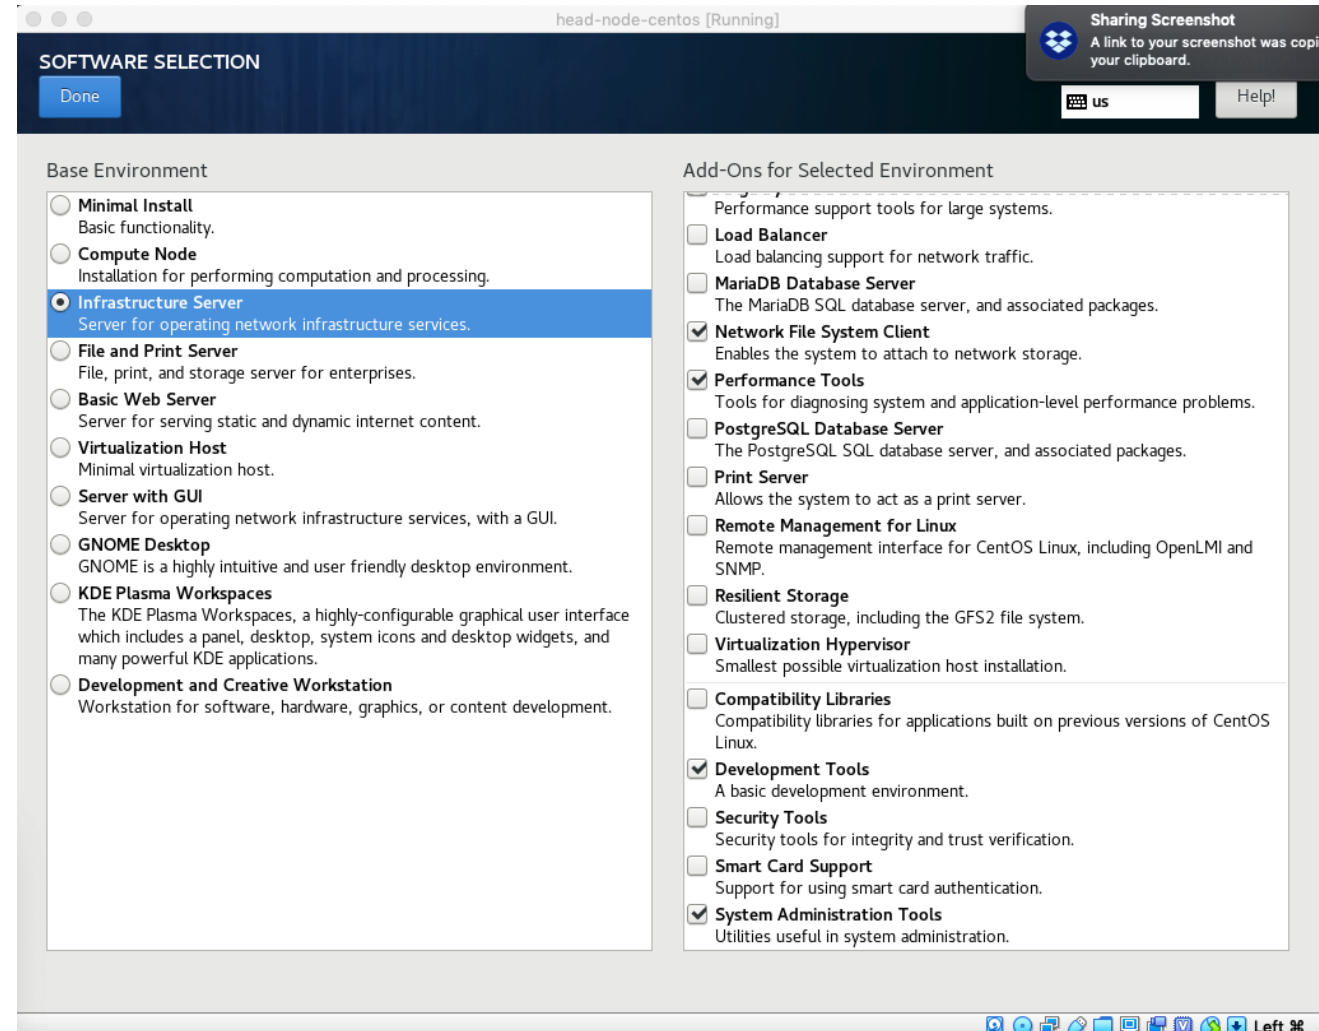 head-node-centos [Running]
Sharing Screenshot
A link to your screenshot was copi
your clipboard.
SOFTWARE SELECTION
Done
us
Help!
Base Environment
Minimal Install
Basic functionality.
Compute Node
Installation for performing computation and processing.
Infrastructure Server
Server for operating network infrastructure services.
File and Print Server
File, print, and storage server for enterprises.
Basic Web Server
Server for serving static and dynamic internet content.
Virtualization Host
Minimal virtualization host.
Server with GUI
Server for operating network infrastructure services, with a GUI.
GNOME Desktop
GNOME is a highly intuitive and user friendly desktop environment.
KDE Plasma Workspaces
The KDE Plasma Workspaces, a highly-configurable graphical user interface
which includes a panel, desktop, system icons and desktop widgets, and
many powerful KDE applications.
Development and Creative Workstation
Workstation for software, hardware, graphics, or content development.
Add-Ons for Selected Environment
Performance support tools for large systems.
Load Balancer
Load balancing support for network traffic.
MariaDB Database Server
The MariaDB SQL database server, and associated packages.
Network File System Client
Enables the system to attach to network storage.
Performance Tools
Tools for diagnosing system and application-level performance problems.
PostgreSQL Database Server
The PostgreSQL SQL database server, and associated packages.
Print Server
Allows the system to act as a print server.
Remote Management for Linux
Remote management interface for CentOS Linux, including OpenLMI and
SNMP.
Resilient Storage
Clustered storage, including the GFS2 file system.
Virtualization Hypervisor
Smallest possible virtualization host installation.
Compatibility Libraries
Compatibility libraries for applications built on previous versions of CentOS
Linux.
Development Tools
A basic development environment.
Security Tools
Security tools for integrity and trust verification.
Smart Card Support
Support for using smart card authentication.
System Administration Tools
Utilities useful in system administration.
Left ⌘